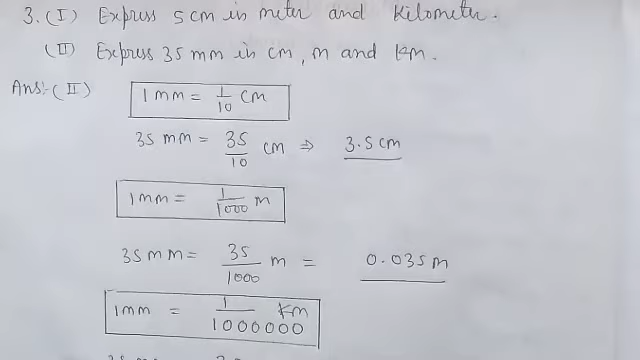 3. (I) Express 5 cm in meter and Kilometer.
(II) Express 35 mm in cm, m and Km.
Ans:- (II)
1 mm = 1/10 cm
35 mm = 35/10 cm ⇒ 3.5 cm
1 mm = 1/1000 m
35 mm = 35/1000 m = 0.035 m
1 mm = 1/1000000 Km